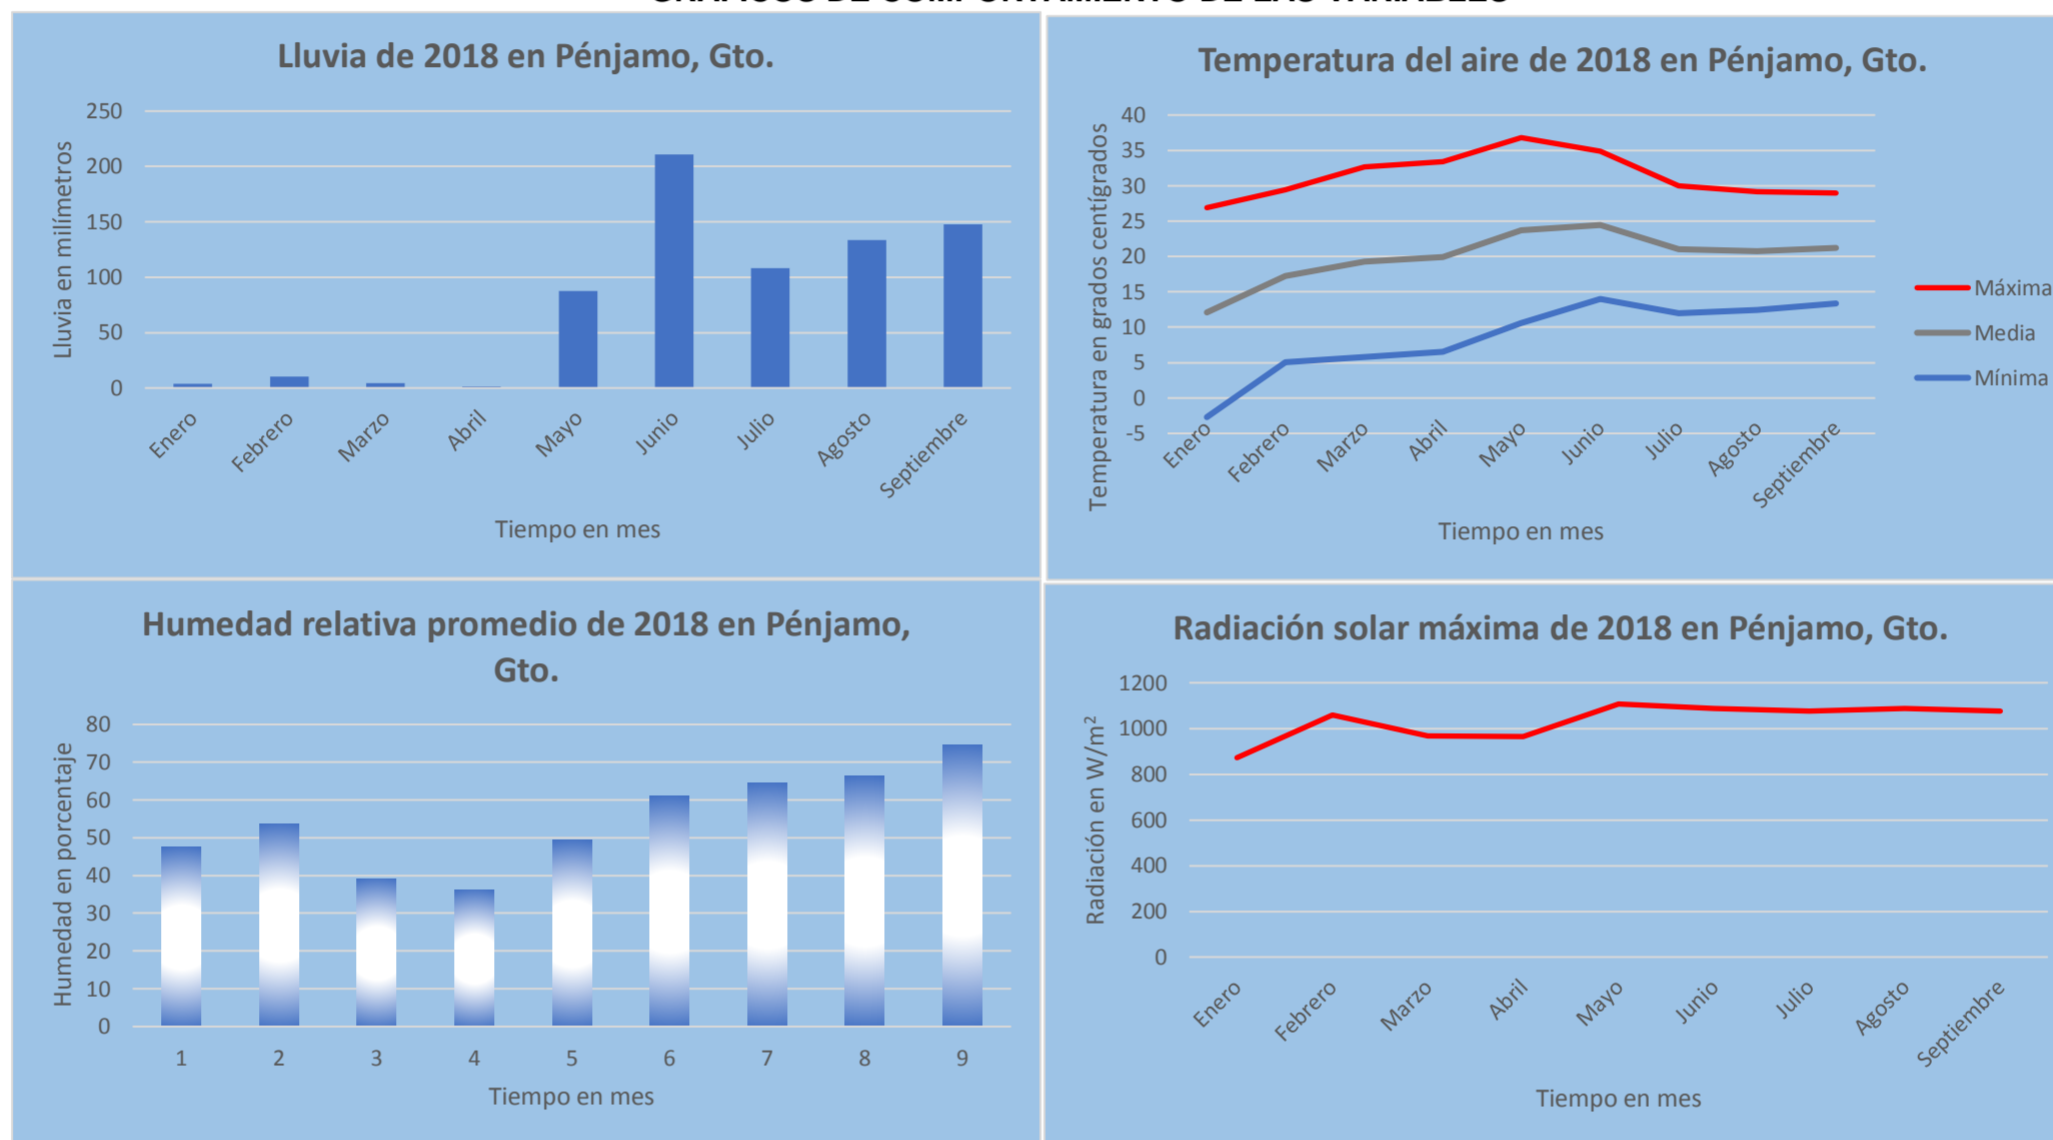 GRÁFICOS DE COMPORTAMIENTO DE LAS VARIABLES
Lluvia de 2018 en Pénjamo, Gto.
Lluvia en milímetros
250
200
150
100
50
0
Enero
Febrero
Marzo
Abril
Mayo
Junio
Julio
Agosto
Septiembre
Tiempo en mes
Temperatura del aire de 2018 en Pénjamo, Gto.
Temperatura en grados centígrados
40
35
30
25
20
15
10
5
0
-5
Enero
Febrero
Marzo
Abril
Mayo
Junio
Julio
Agosto
Septiembre
Tiempo en mes
Máxima
Media
Mínima
Humedad relativa promedio de 2018 en Pénjamo,
Gto.
Humedad en porcentaje
80
70
60
50
40
30
20
10
0
1 2 3 4 5 6 7 8 9
Tiempo en mes
Radiación solar máxima de 2018 en Pénjamo, Gto.
Radiación en W/m²
1200
1000
800
600
400
200
0
Enero
Febrero
Marzo
Abril
Mayo
Junio
Julio
Agosto
Septiembre
Tiempo en mes